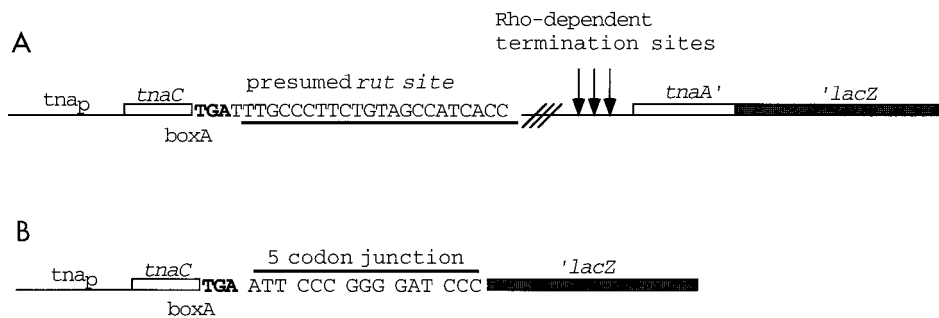 A
Rho-dependent
termination sites
presumed rut site
tnap
tnaC
TGATTTGCCCTTCTGTAGCCATCACC
tnaA'
'lacZ
boxA
B
5 codon junction
tnap
tnaC
TGA ATT CCC GGG GAT CCC
'lacZ
boxA